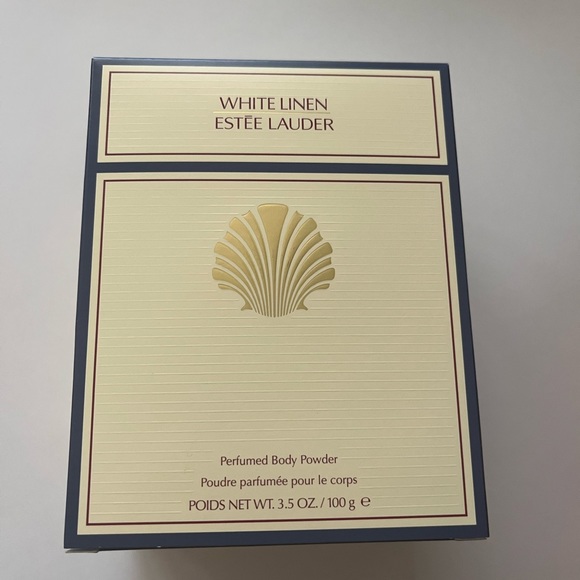 WHITE LINEN
ESTĒE LAUDER
Perfumed Body Powder
Poudre parfumée pour le corps
POIDS NET WT. 3.5 OZ. / 100 g ℮